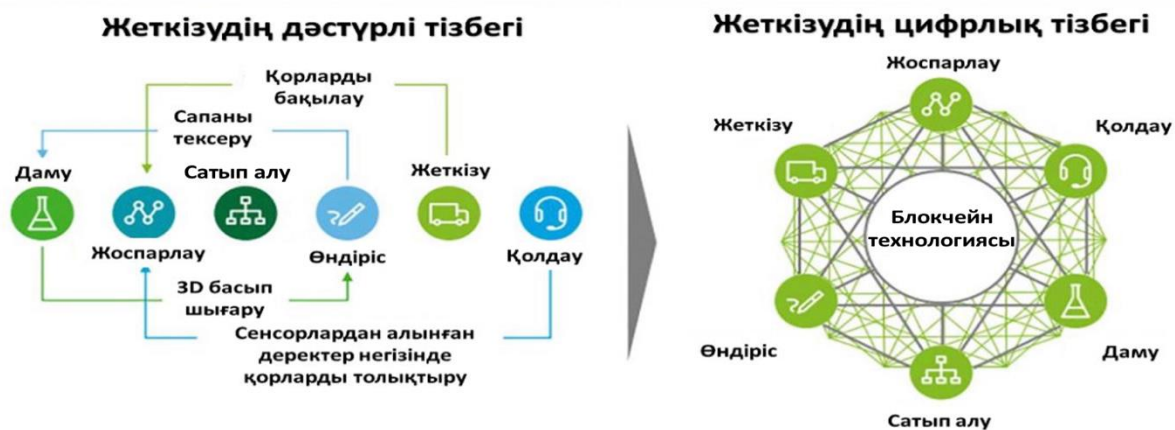 Жеткізудің дәстүрлі тізбегі
Қорларды
бақылау
Сапаны
тексеру
Даму
Сатып алу
Жеткізу
Жоспарлау
Өндіріс
Қолдау
3D басып
шығару
Сенсорлардан алынған
деректер негізінде
қорларды толықтыру
Жеткізудің цифрлық тізбегі
Жоспарлау
Жеткізу
Қолдау
Блокчейн
технологиясы
Өндіріс
Даму
Сатып алу